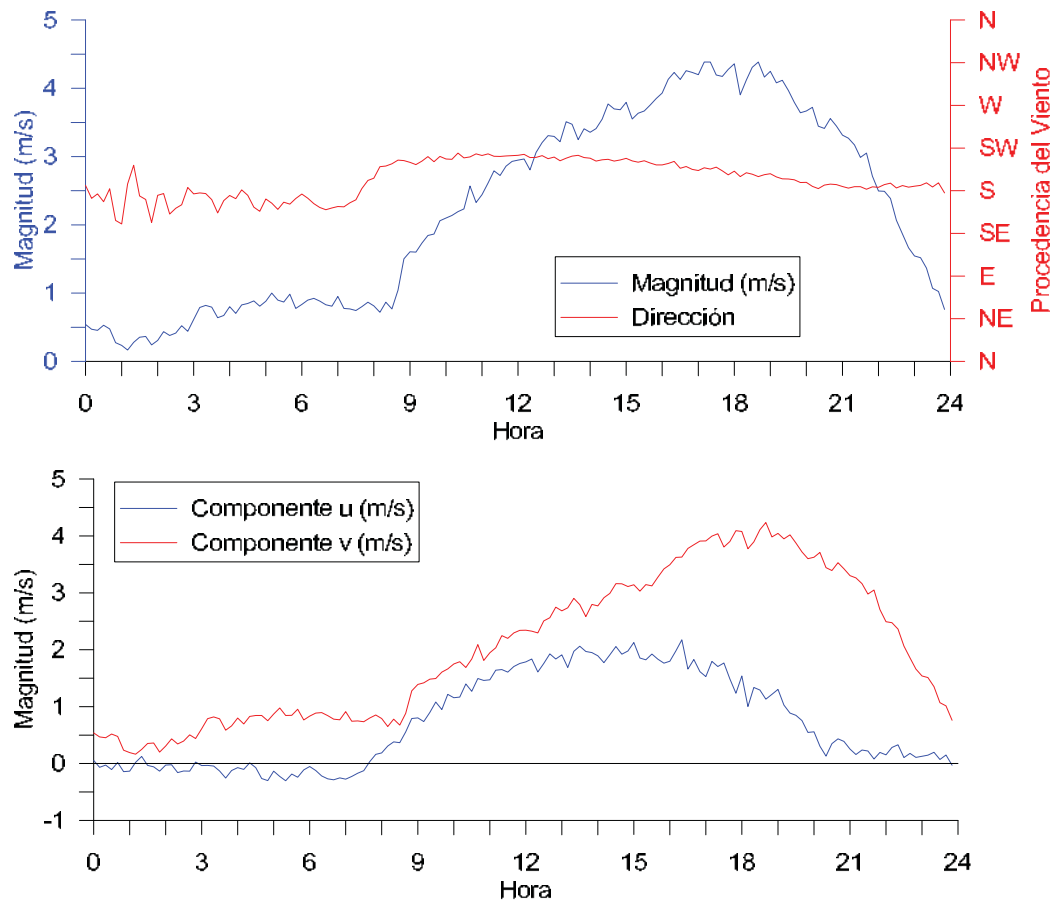 5
4
3
2
1
0
Magnitud (m/s)
N
NW
W
SW
S
SE
E
NE
N
Procedencia del Viento
Magnitud (m/s)
Dirección
0 3 6 9 12 15 18 21 24
Hora
5
4
3
2
1
0
-1
Magnitud (m/s)
Componente u (m/s)
Componente v (m/s)
0 3 6 9 12 15 18 21 24
Hora